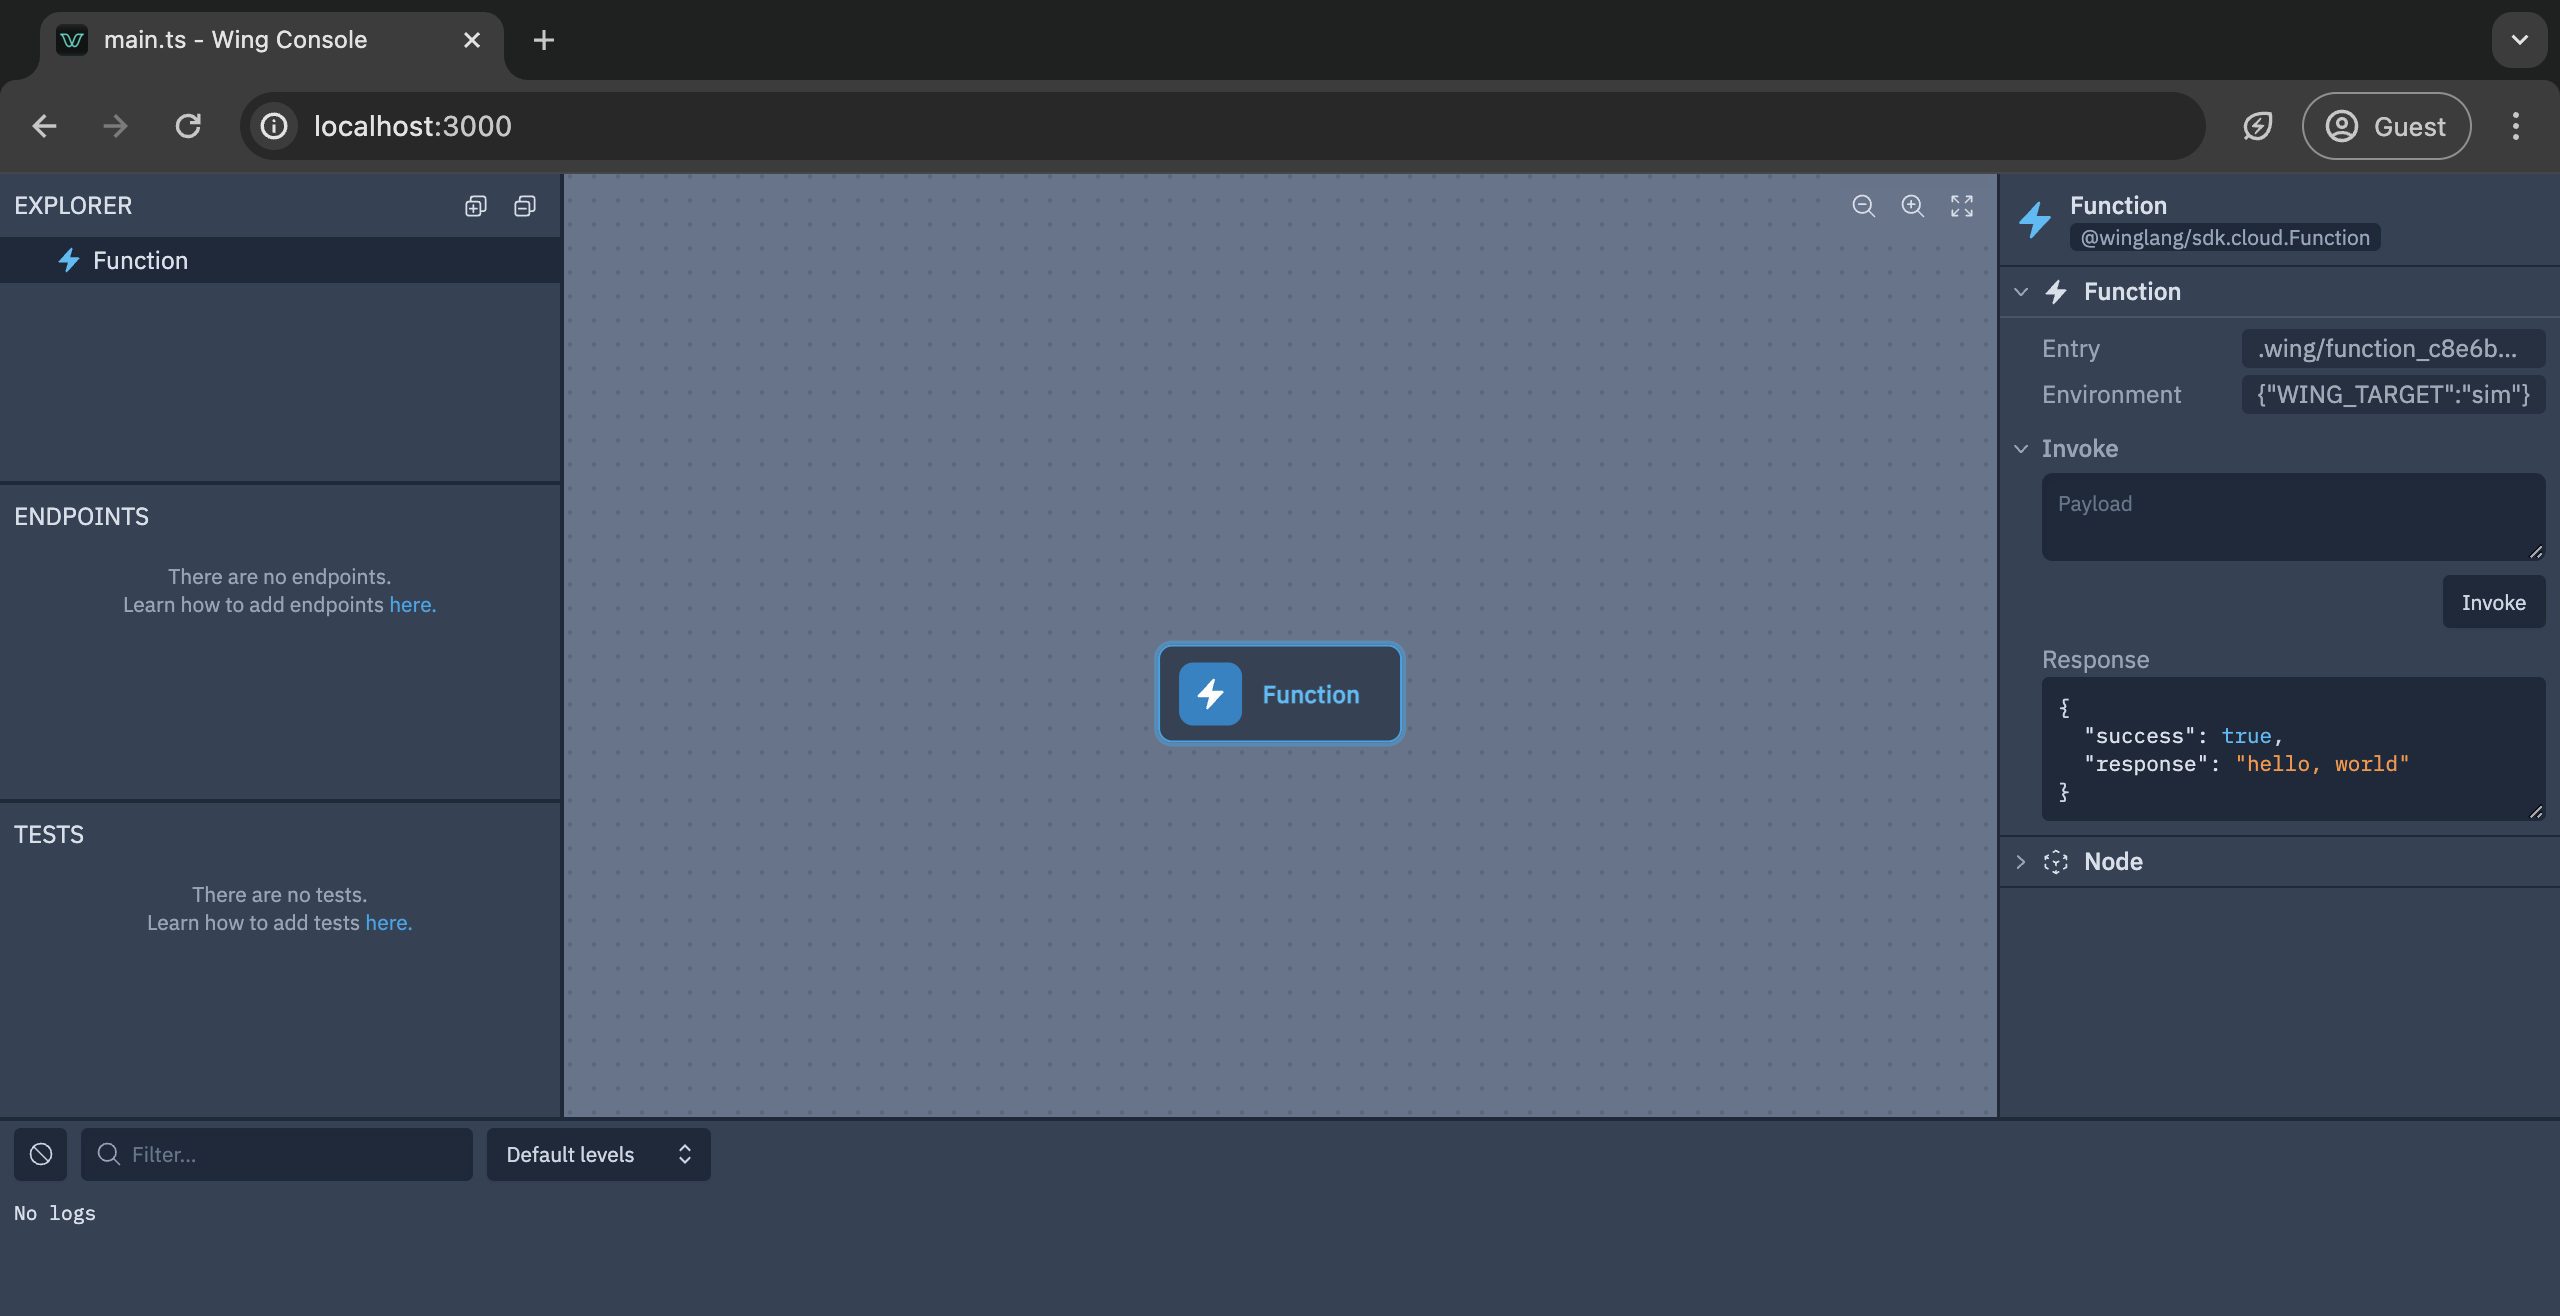 main.ts - Wing Console
localhost:3000
Guest
EXPLORER
Function
ENDPOINTS
There are no endpoints.
Learn how to add endpoints here.
TESTS
There are no tests.
Learn how to add tests here.
Function
Function
@winglang/sdk.cloud.Function
Function
Entry
.wing/function_c8e6b...
Environment
{"WING_TARGET":"sim"}
Invoke
Payload
Invoke
Response
{
"success": true,
"response": "hello, world"
}
Node
Filter...
Default levels
No logs